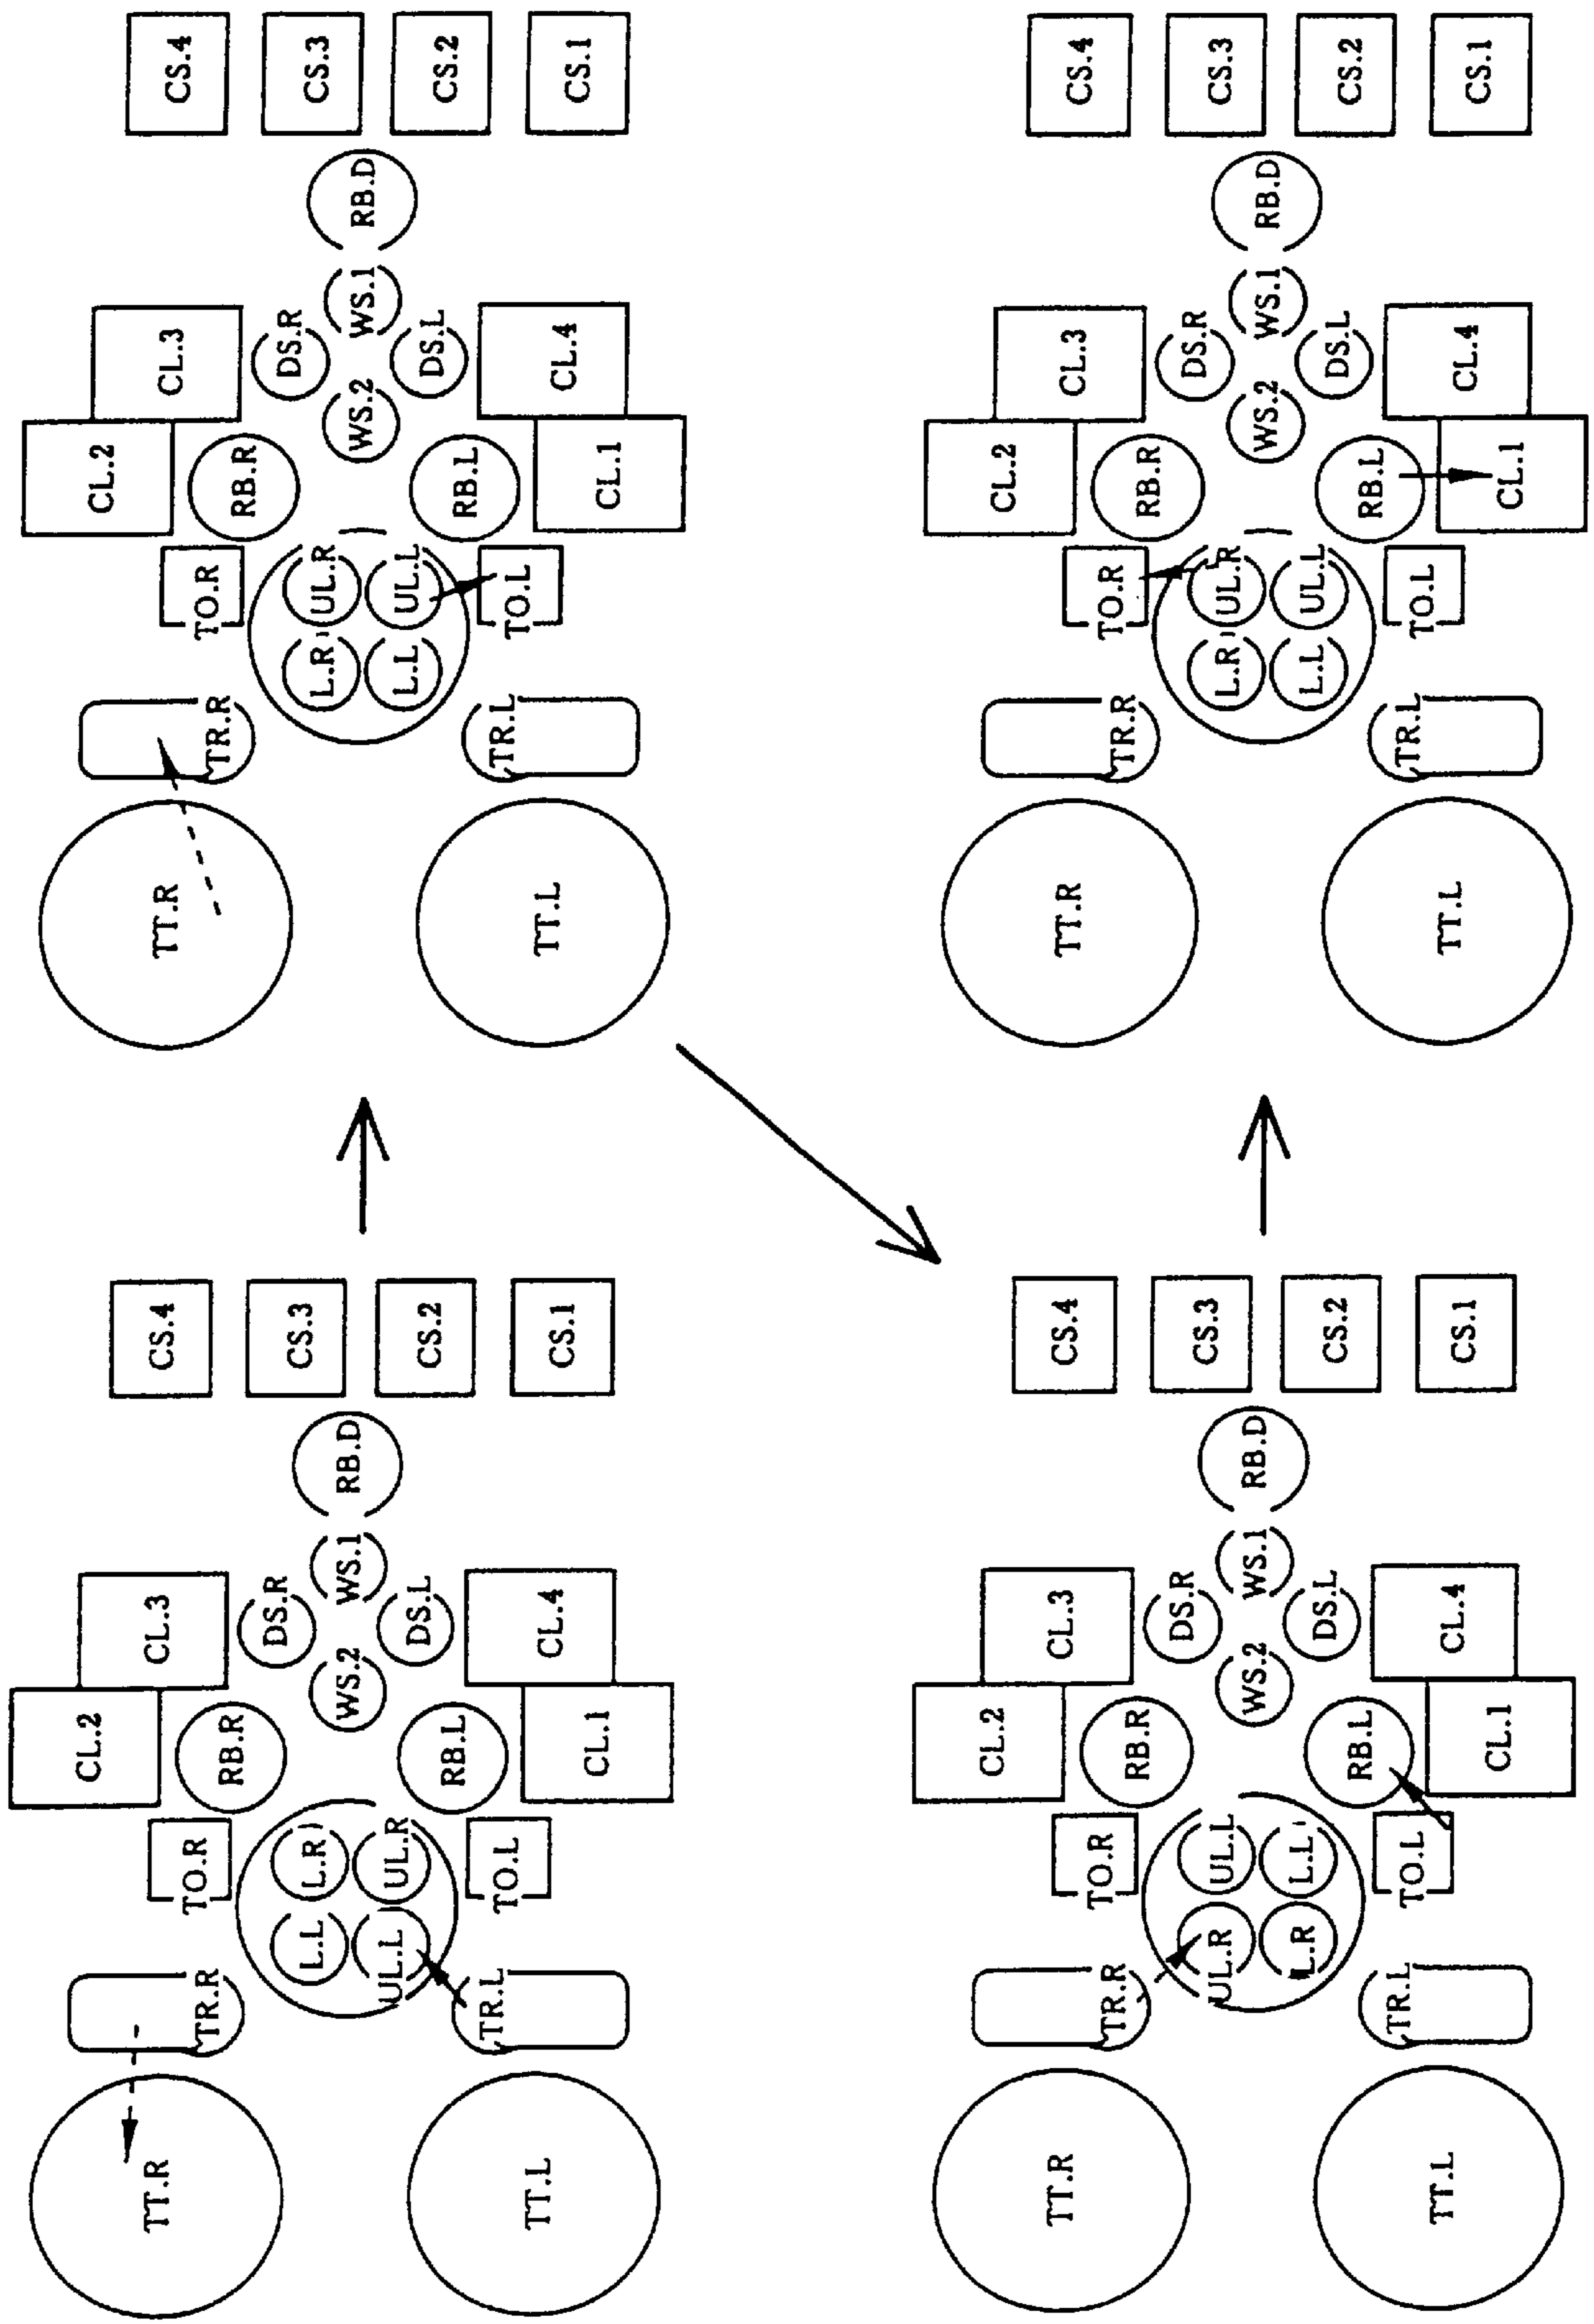 CL.2
TT.R
CL.3
CS.4
TR.R
TO.R
RB.R
DS.R
CS.3
L.L
L.R
WS.2
WS.1
RB.D
UL.L
UL.R
DS.L
CS.2
RB.L
TR.L
TO.L
TT.L
CL.4
CS.1
CL.1
CL.2
TT.R
CL.3
CS.4
TR.R
TO.R
RB.R
DS.R
CS.3
L.R
UL.R
WS.2
WS.1
RB.D
L.L
UL.L
DS.L
CS.2
RB.L
TR.L
TO.L
TT.L
CL.4
CS.1
CL.1
CL.2
TT.R
CL.3
CS.4
TR.R
TO.R
RB.R
DS.R
CS.3
UL.R
UL.L
WS.2
WS.1
RB.D
L.R
L.L
DS.L
CS.2
RB.L
TR.L
TO.L
TT.L
CL.4
CS.1
CL.1
CL.2
TT.R
CL.3
CS.4
TR.R
TO.R
RB.R
DS.R
CS.3
L.R
UL.R
WS.2
WS.1
RB.D
L.L
UL.L
DS.L
CS.2
RB.L
TR.L
TO.L
TT.L
CL.4
CS.1
CL.1